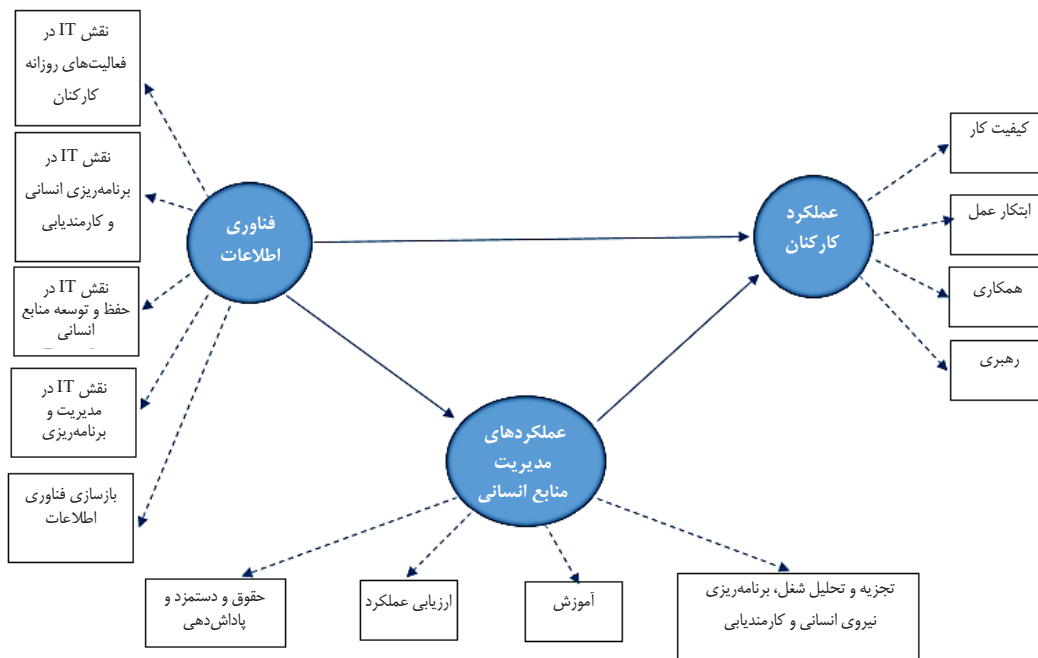 نقش IT در
فعالیت‌های روزانه
کارکنان
نقش IT در
برنامه‌ریزی انسانی
و کارمندیابی
نقش IT در
حفظ و توسعه منابع
انسانی
نقش IT در
مدیریت و
برنامه‌ریزی
بازسازی فناوری
اطلاعات
فناوری
اطلاعات
عملکرد
کارکنان
کیفیت کار
ابتکار عمل
همکاری
رهبری
عملکردهای
مدیریت
منابع انسانی
تجزیه و تحلیل شغل، برنامه‌ریزی
نیروی انسانی و کارمندیابی
آموزش
ارزیابی عملکرد
حقوق و دستمزد و
پاداش‌دهی